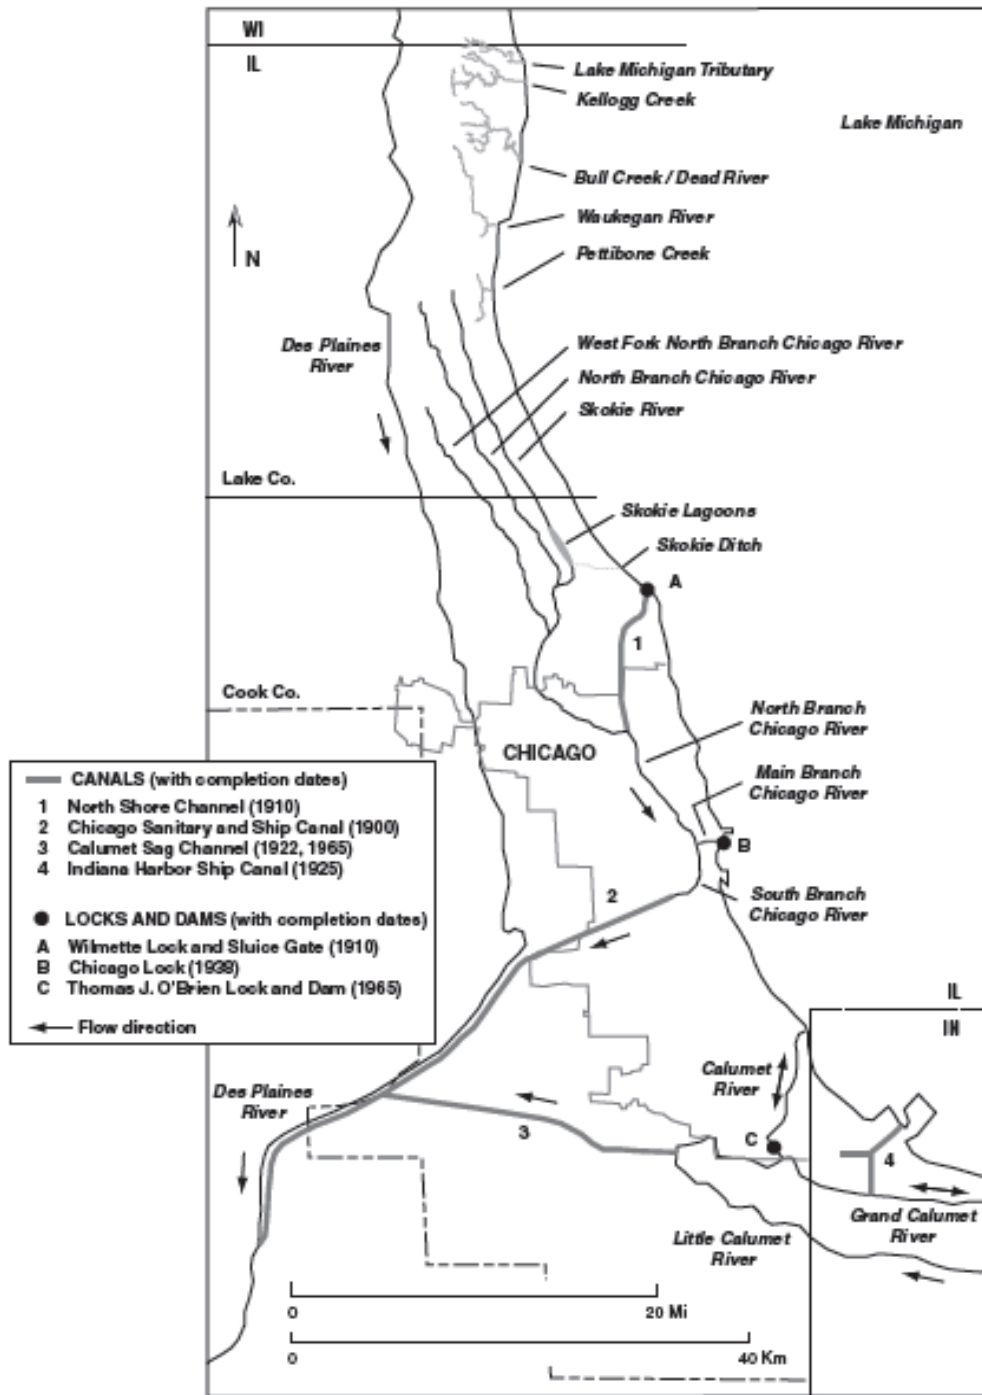 WI
IL
Lake Michigan Tributary
Kellogg Creek
Lake Michigan
Bull Creek / Dead River
Waukegan River
N
Pettibone Creek
Des Plaines
River
West Fork North Branch Chicago River
North Branch Chicago River
Skokie River
Lake Co.
Skokie Lagoons
Skokie Ditch
A
1
Cook Co.
North Branch
Chicago River
CHICAGO
Main Branch
Chicago River
B
CANALS (with completion dates)
1 North Shore Channel (1910)
2 Chicago Sanitary and Ship Canal (1900)
3 Calumet Sag Channel (1922, 1965)
4 Indiana Harbor Ship Canal (1925)
LOCKS AND DAMS (with completion dates)
A Wilmette Lock and Sluice Gate (1910)
B Chicago Lock (1938)
C Thomas J. O'Brien Lock and Dam (1965)
Flow direction
2
South Branch
Chicago River
IL
IN
Calumet
River
Des Plaines
River
3
C
4
Grand Calumet
River
Little Calumet
River
0 20 Mi
0 40 Km